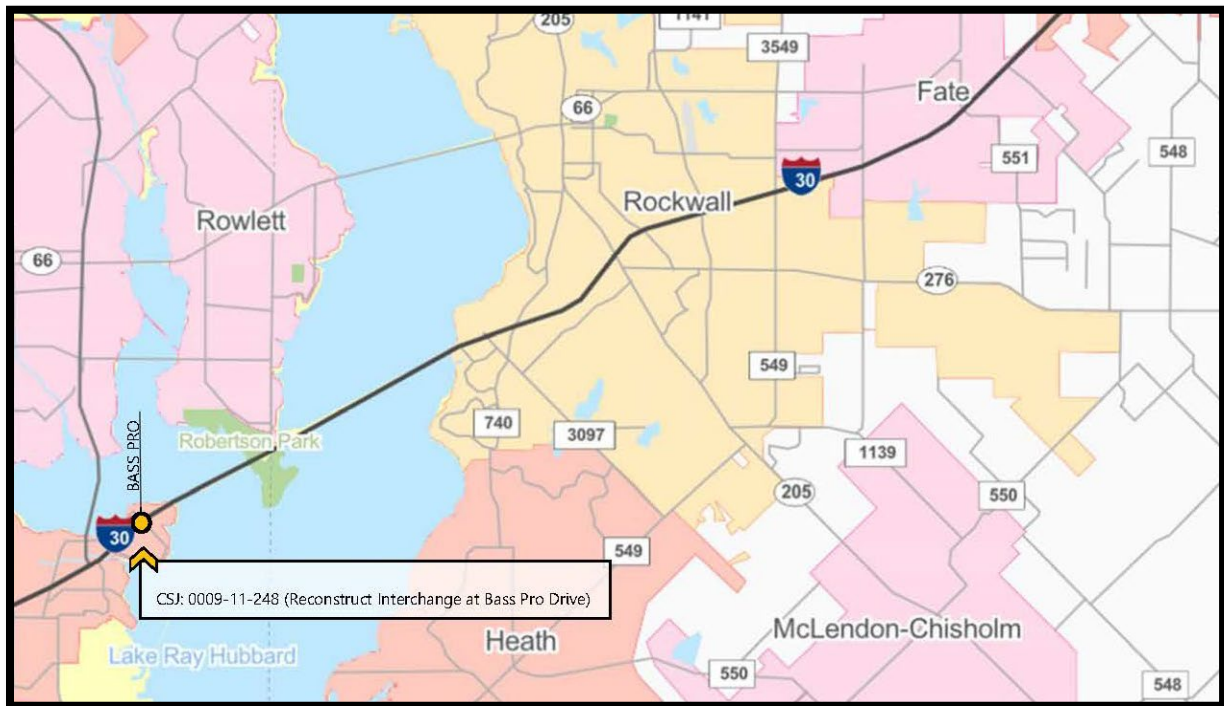 205
1141
3549
Fate
66
551
548
30
Rockwall
Rowlett
66
276
549
740
3097
Robertson Park
BASS PRO
1139
205
550
30
549
CSJ: 0009-11-248 (Reconstruct Interchange at Bass Pro Drive)
Heath
McLendon-Chisholm
Lake Ray Hubbard
550
548